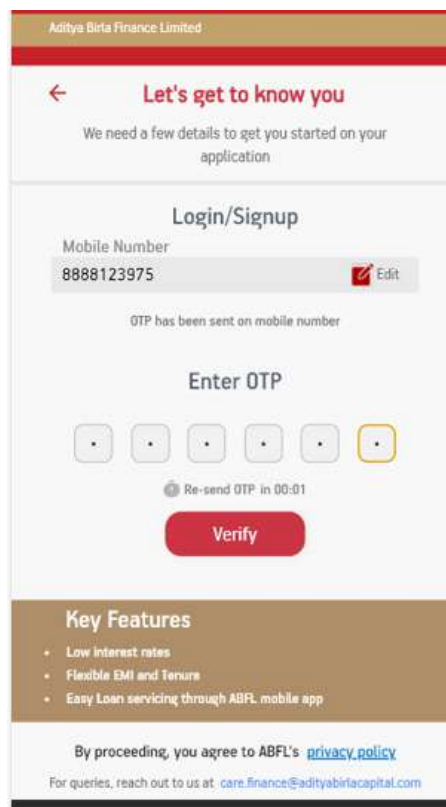 Aditya Birla Finance Limited
Let's get to know you
We need a few details to get you started on your
application
Login/Signup
Mobile Number
8888123975
Edit
OTP has been sent on mobile number
Enter OTP
Re-send OTP in 00:01
Verify
Key Features
• Low interest rates
• Flexible EMI and Tenure
• Easy Loan servicing through ABFL mobile app
By proceeding, you agree to ABFL's privacy policy
For queries, reach out to us at care.finance@adityabirlacapital.com